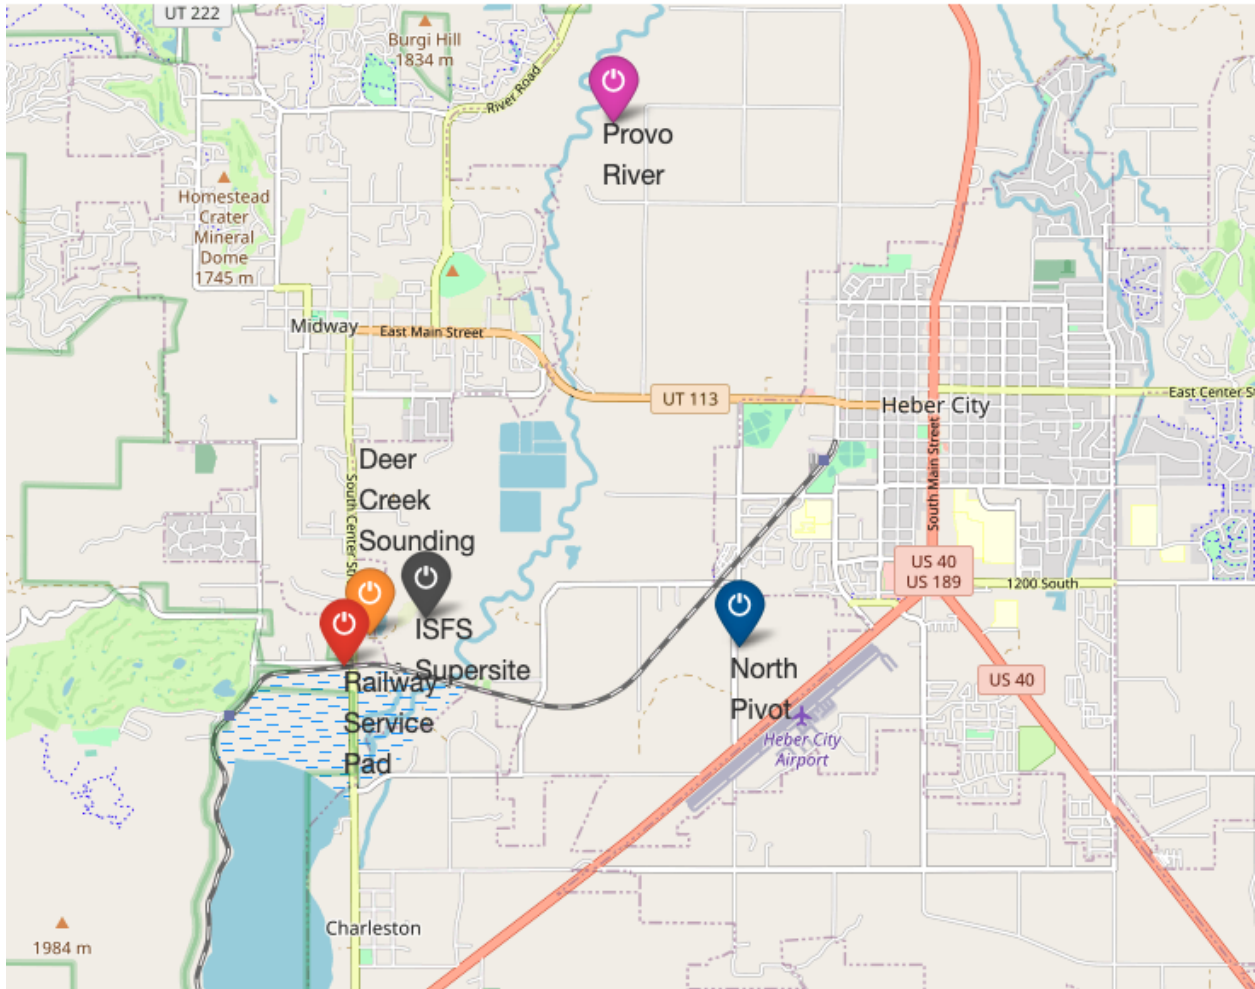 UT 222
Burgi Hill
1834 m
River Road
Provo
River
Homestead
Crater
Mineral
Dome
1745 m
Midway
East Main Street
UT 113
East Center St
Heber City
Deer
Creek
Sounding
South Center St
South Main Street
US 40
US 189
1200 South
ISFS
Supersite
North
Pivot
US 40
Railway
Service
Pad
Heber City
Airport
Charleston
1984 m